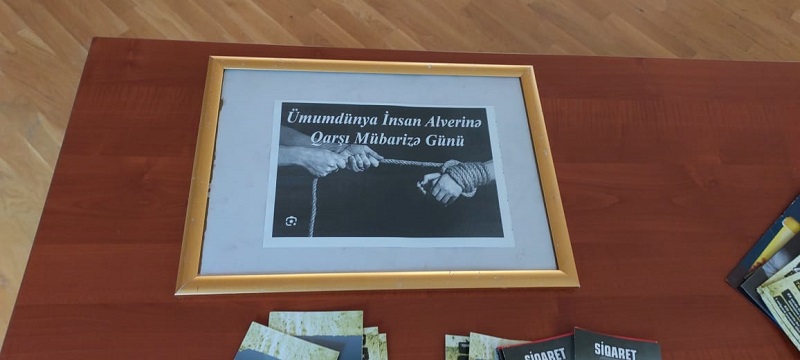 Ümumdünya İnsan Alverinə
Qarşı Mübarizə Günü
SİQARET
SİQARET